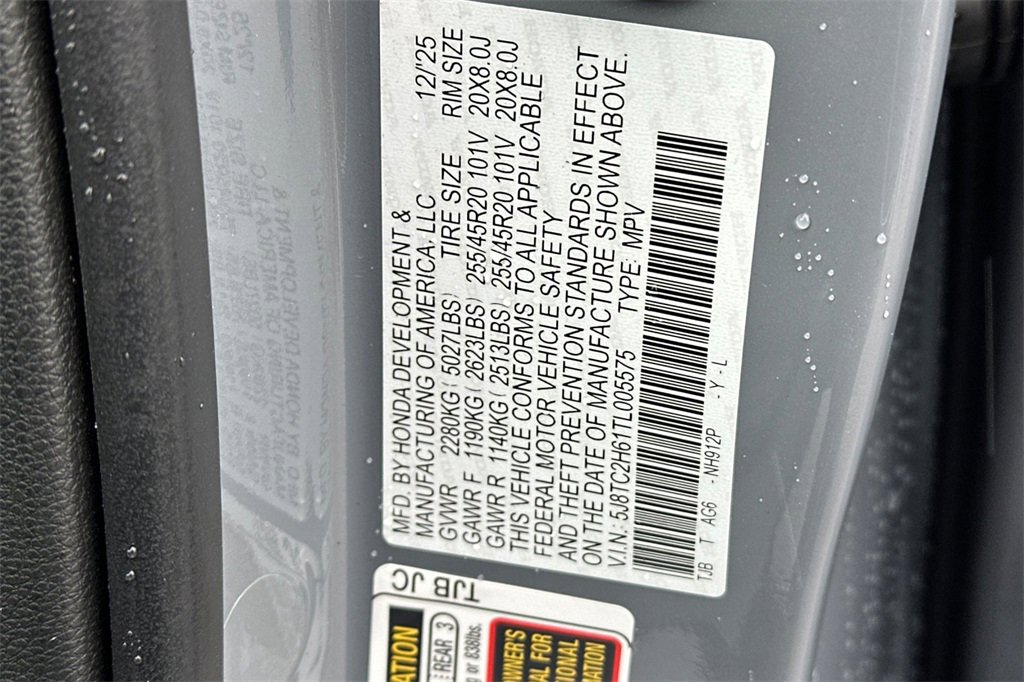 MFD. BY HONDA DEVELOPMENT &
MANUFACTURING OF AMERICA, LLC 12/'25
GVWR 2280KG ( 5027LBS) TIRE SIZE RIM SIZE
GAWR F 1190KG ( 2623LBS) 255/45R20 101V 20X8.0J
GAWR R 1140KG ( 2513LBS) 255/45R20 101V 20X8.0J
THIS VEHICLE CONFORMS TO ALL APPLICABLE
FEDERAL MOTOR VEHICLE SAFETY
AND THEFT PREVENTION STANDARDS IN EFFECT
ON THE DATE OF MANUFACTURE SHOWN ABOVE.
V.I.N.: 5J8TC2H61TL005575 TYPE: MPV
TJB T AG6 -NH912P -Y - L
TJB JC
REAR 3
or 838lbs.